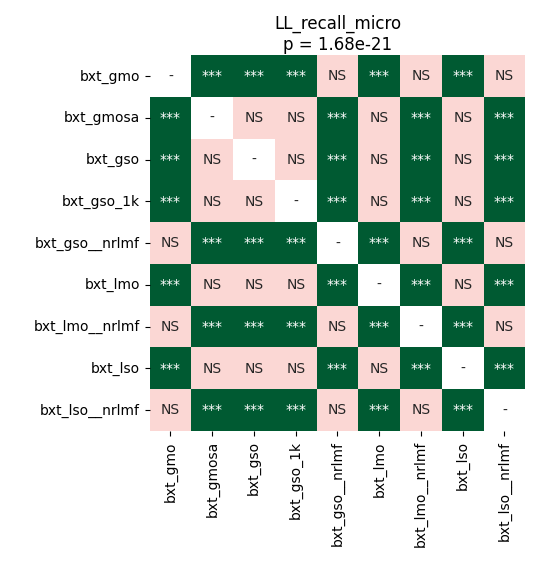 LL_recall_micro
p = 1.68e-21
bxt_gmo - *** *** *** NS *** NS *** NS
bxt_gmosa *** - NS NS *** NS *** NS ***
bxt_gso *** NS - NS *** NS *** NS ***
bxt_gso_1k *** NS NS - *** NS *** NS ***
bxt_gso__nrlmf NS *** *** *** - *** NS *** NS
bxt_lmo *** NS NS NS *** - *** NS ***
bxt_lmo__nrlmf NS *** *** *** NS *** - *** NS
bxt_lso *** NS NS NS *** NS *** - ***
bxt_lso__nrlmf NS *** *** *** NS *** NS *** -
bxt_gmo
bxt_gmosa
bxt_gso
bxt_gso_1k
bxt_gso__nrlmf
bxt_lmo
bxt_lmo__nrlmf
bxt_lso
bxt_lso__nrlmf